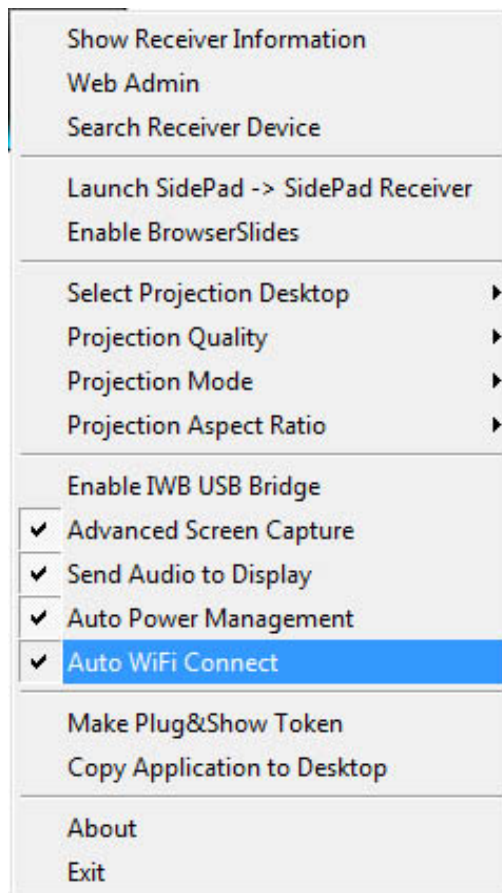 Show Receiver Information
Web Admin
Search Receiver Device
Launch SidePad -> SidePad Receiver
Enable BrowserSlides
Select Projection Desktop
Projection Quality
Projection Mode
Projection Aspect Ratio
Enable IWB USB Bridge
Advanced Screen Capture
Send Audio to Display
Auto Power Management
Auto WiFi Connect
Make Plug&Show Token
Copy Application to Desktop
About
Exit